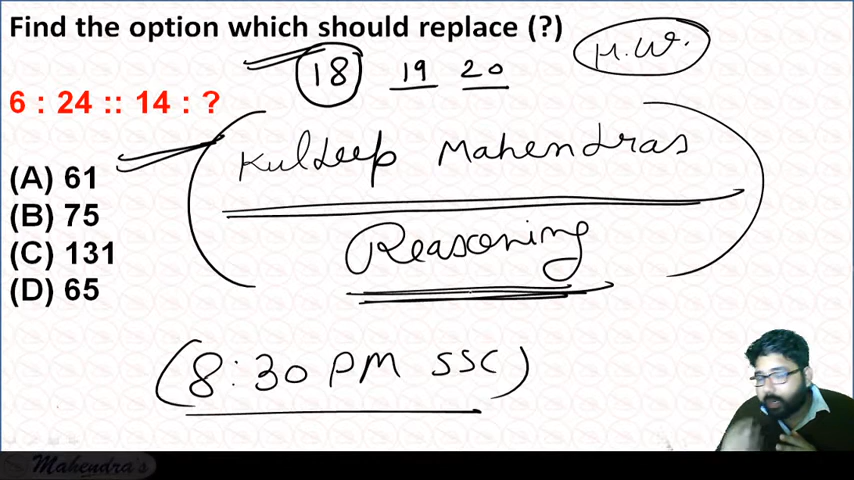 Find the option which should replace (?)
H.W.
18 19 20
6 : 24 :: 14 : ?
Kuldeep Mahendras
(A) 61
(B) 75
Reasoning
(C) 131
(D) 65
(8:30 PM SSC)
Mahendra's